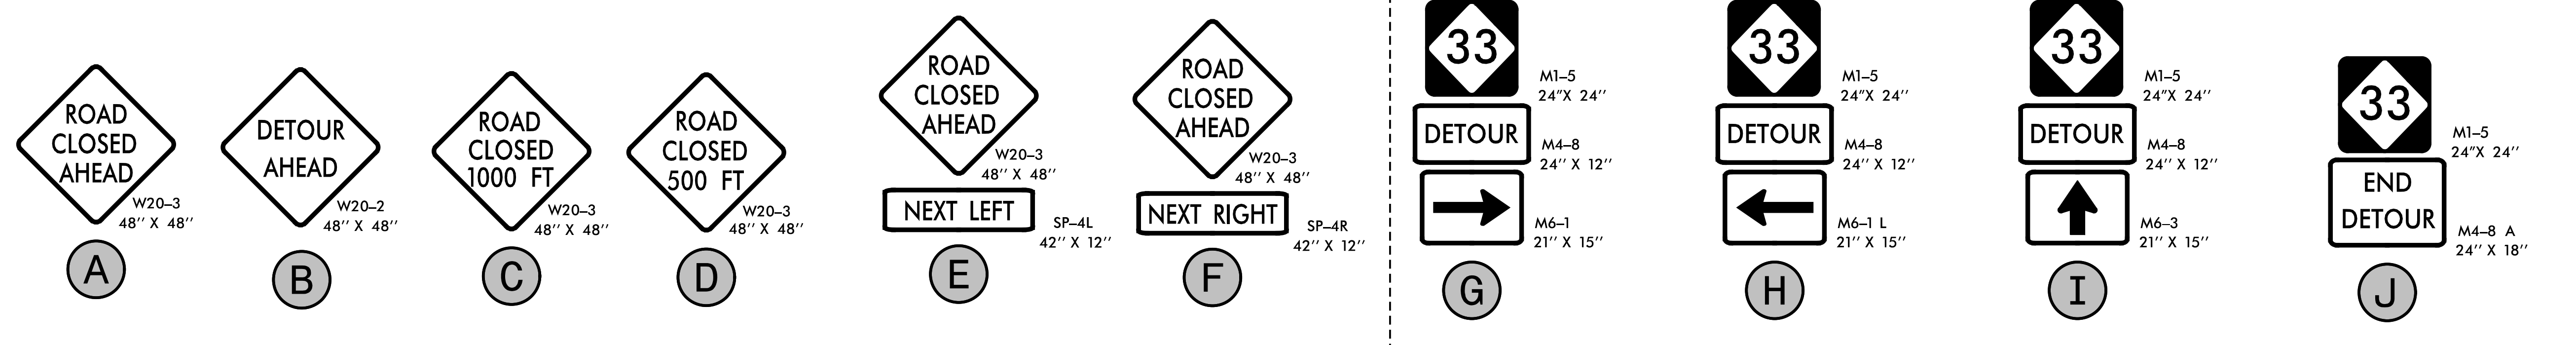 ROAD
CLOSED
AHEAD
W20–3
48’’ X 48’’
A
DETOUR
AHEAD
W20–2
48’’ X 48’’
B
ROAD
CLOSED
1000 FT
W20–3
48’’ X 48’’
C
ROAD
CLOSED
500 FT
W20–3
48’’ X 48’’
D
ROAD
CLOSED
AHEAD
W20–3
48’’ X 48’’
NEXT LEFT
SP–4L
42’’ X 12’’
E
ROAD
CLOSED
AHEAD
W20–3
48’’ X 48’’
NEXT RIGHT
SP–4R
42’’ X 12’’
F
33
M1–5
24’’X 24’’
DETOUR
M4–8
24’’ X 12’’
M6–1
21’’ X 15’’
G
33
M1–5
24’’X 24’’
DETOUR
M4–8
24’’ X 12’’
M6–1 L
21’’ X 15’’
H
33
M1–5
24’’X 24’’
DETOUR
M4–8
24’’ X 12’’
M6–3
21’’ X 15’’
I
33
M1–5
24’’X 24’’
END
DETOUR
M4–8 A
24’’ X 18’’
J